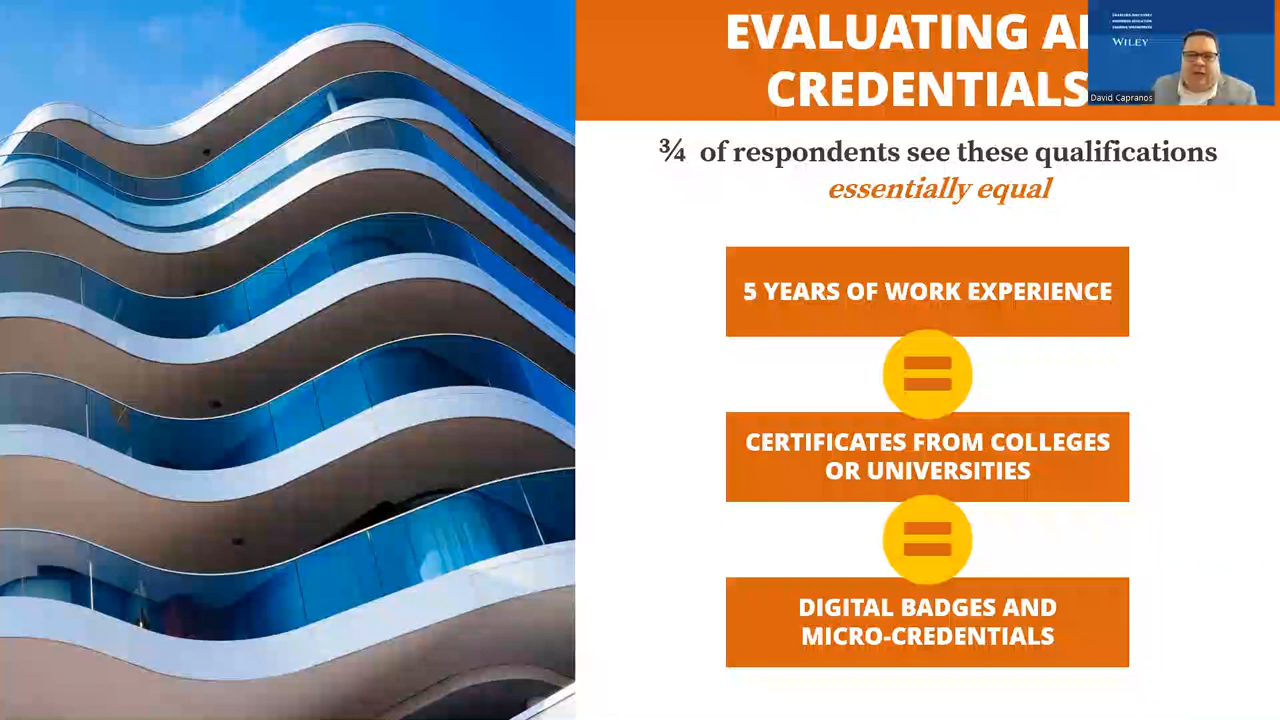 EVALUATING
CREDENTIALS
WILEY
David Capranos
¾ of respondents see these qualifications
essentially equal
5 YEARS OF WORK EXPERIENCE
CERTIFICATES FROM COLLEGES
OR UNIVERSITIES
DIGITAL BADGES AND
MICRO-CREDENTIALS